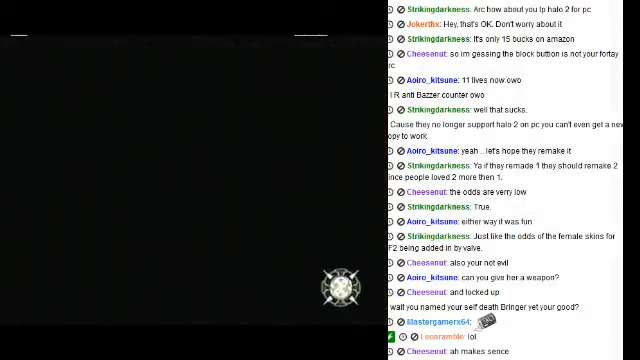 Strikingdarkness: Arc how about you lp halo 2 for pc
Jokerthx: Hey, that's OK. Don't worry about it
Strikingdarkness: It's only 15 bucks on amazon
Cheesenut: so im gessing the block buttion is not your fortay
rc
Aoiro_kitsune: 11 lives now owo
I R anti Bazzer counter owo
Strikingdarkness: well that sucks.
Cause they no longer support halo 2 on pc you can't even get a new
opy to work
Aoiro_kitsune: yeah .. let's hope they remake it
Strikingdarkness: Ya if they remade 1 they should remake 2
ince people loved 2 more then 1.
Cheesenut: the odds are verry low
Strikingdarkness: True.
Aoiro_kitsune: either way it was fun
Strikingdarkness: Just like the odds of the female skins for
F2 being added in by valve.
Cheesenut: also your not evil
Aoiro_kitsune: can you give her a weapon?
Cheesenut: and locked up
wait you named your self death Bringer yet your good?
Mastergamerx64:
Leonramble: lol
Cheesenut: ah makes sence